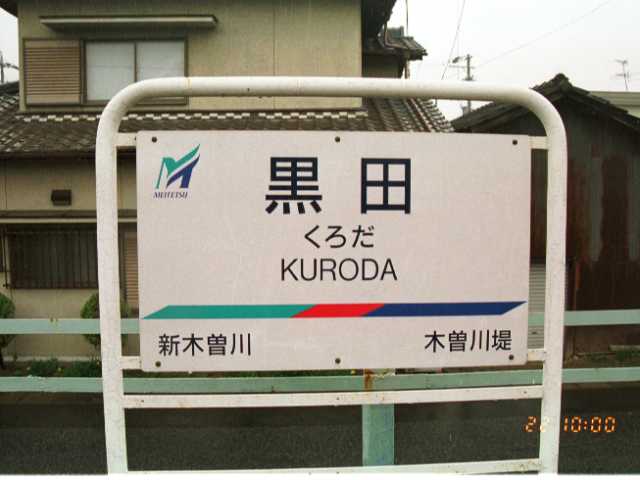 MEITETSU
黒田
くろだ
KURODA
新木曽川 木曽川堤
22 10:00